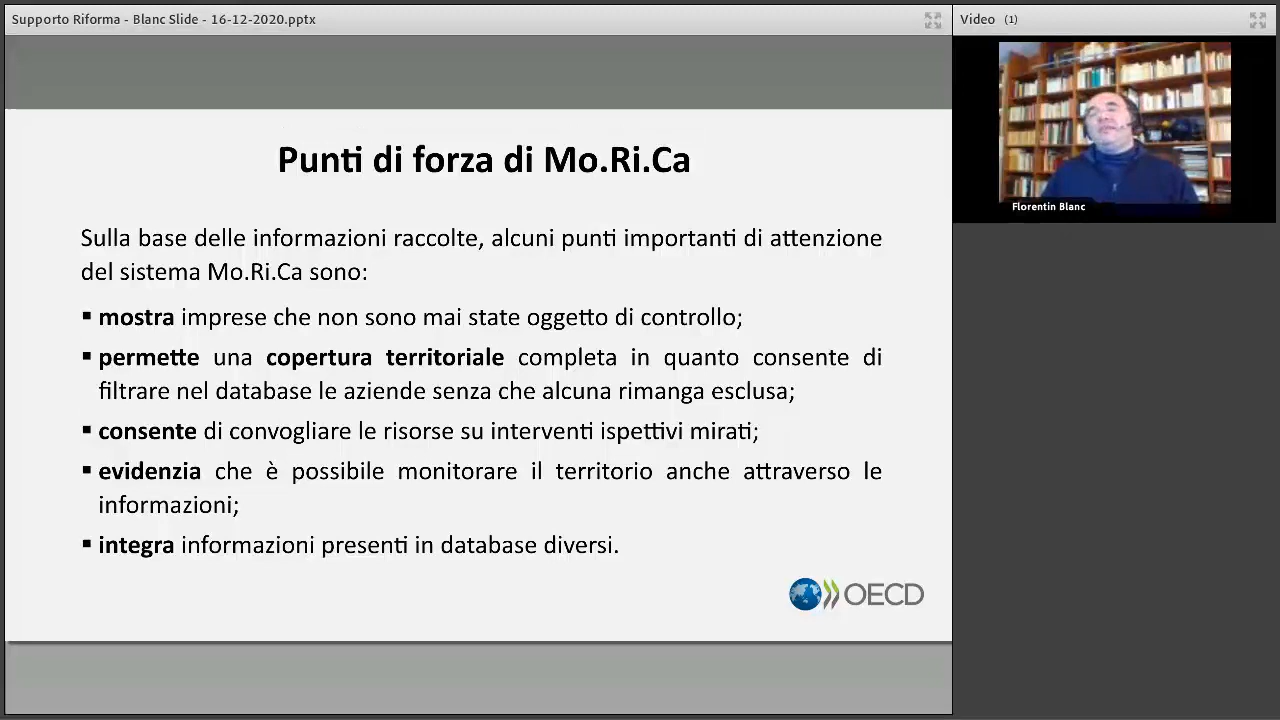 Supporto Riforma - Blanc Slide - 16-12-2020.pptx
Video (1)
Florentin Blanc
Punti di forza di Mo.Ri.Ca
Sulla base delle informazioni raccolte, alcuni punti importanti di attenzione
del sistema Mo.Ri.Ca sono:
▪ mostra imprese che non sono mai state oggetto di controllo;
▪ permette una copertura territoriale completa in quanto consente di
filtrare nel database le aziende senza che alcuna rimanga esclusa;
▪ consente di convogliare le risorse su interventi ispettivi mirati;
▪ evidenzia che è possibile monitorare il territorio anche attraverso le
informazioni;
▪ integra informazioni presenti in database diversi.
OECD